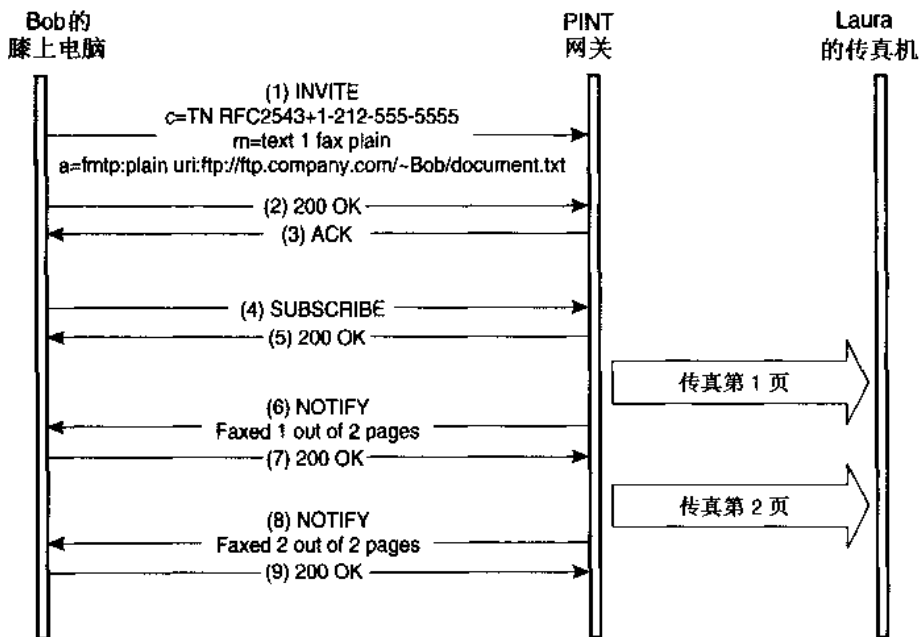 Bob的
膝上电脑
PINT
网关
Laura
的传真机
(1) INVITE
c=TN RFC2543+1-212-555-5555
m=text 1 fax plain
a=fmtp:plain uri:ftp://ftp.company.com/~Bob/document.txt
(2) 200 OK
(3) ACK
(4) SUBSCRIBE
(5) 200 OK
传真第 1 页
(6) NOTIFY
Faxed 1 out of 2 pages
(7) 200 OK
传真第 2 页
(8) NOTIFY
Faxed 2 out of 2 pages
(9) 200 OK